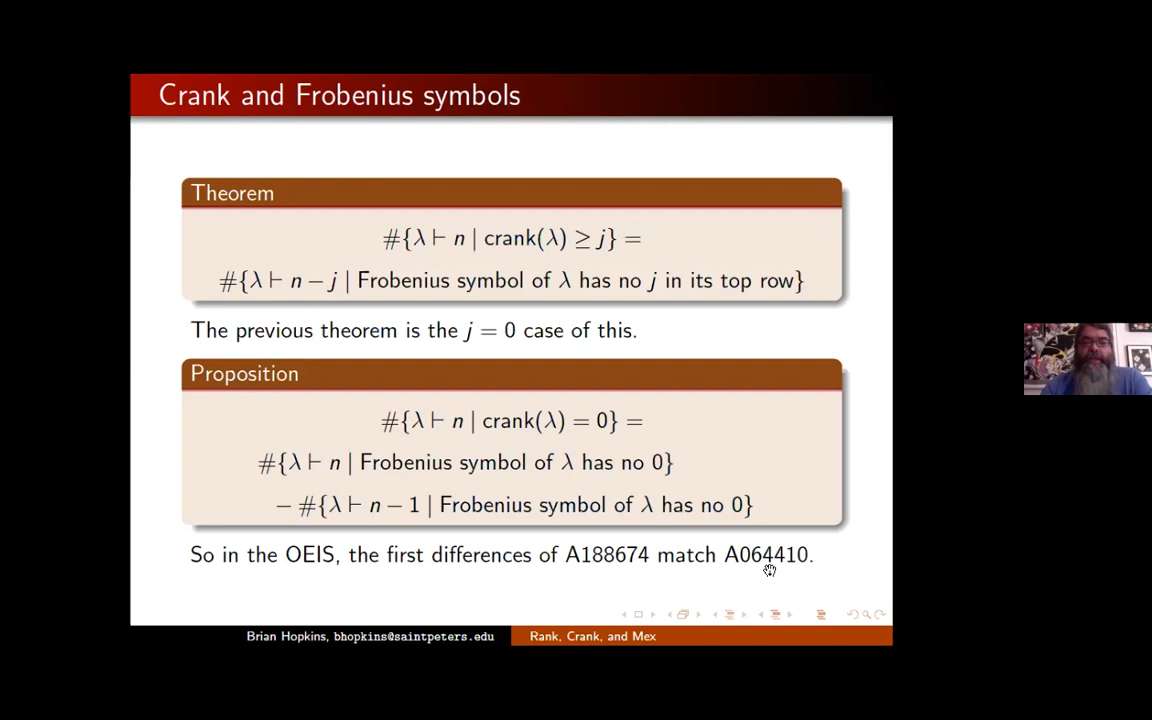 Crank and Frobenius symbols
Theorem
#{λ ⊢ n | crank(λ) ≥ j} =
#{λ ⊢ n − j | Frobenius symbol of λ has no j in its top row}
The previous theorem is the j = 0 case of this.
Proposition
#{λ ⊢ n | crank(λ) = 0} =
#{λ ⊢ n | Frobenius symbol of λ has no 0}
− #{λ ⊢ n − 1 | Frobenius symbol of λ has no 0}
So in the OEIS, the first differences of A188674 match A064410.
Brian Hopkins, bhopkins@saintpeters.edu
Rank, Crank, and Mex